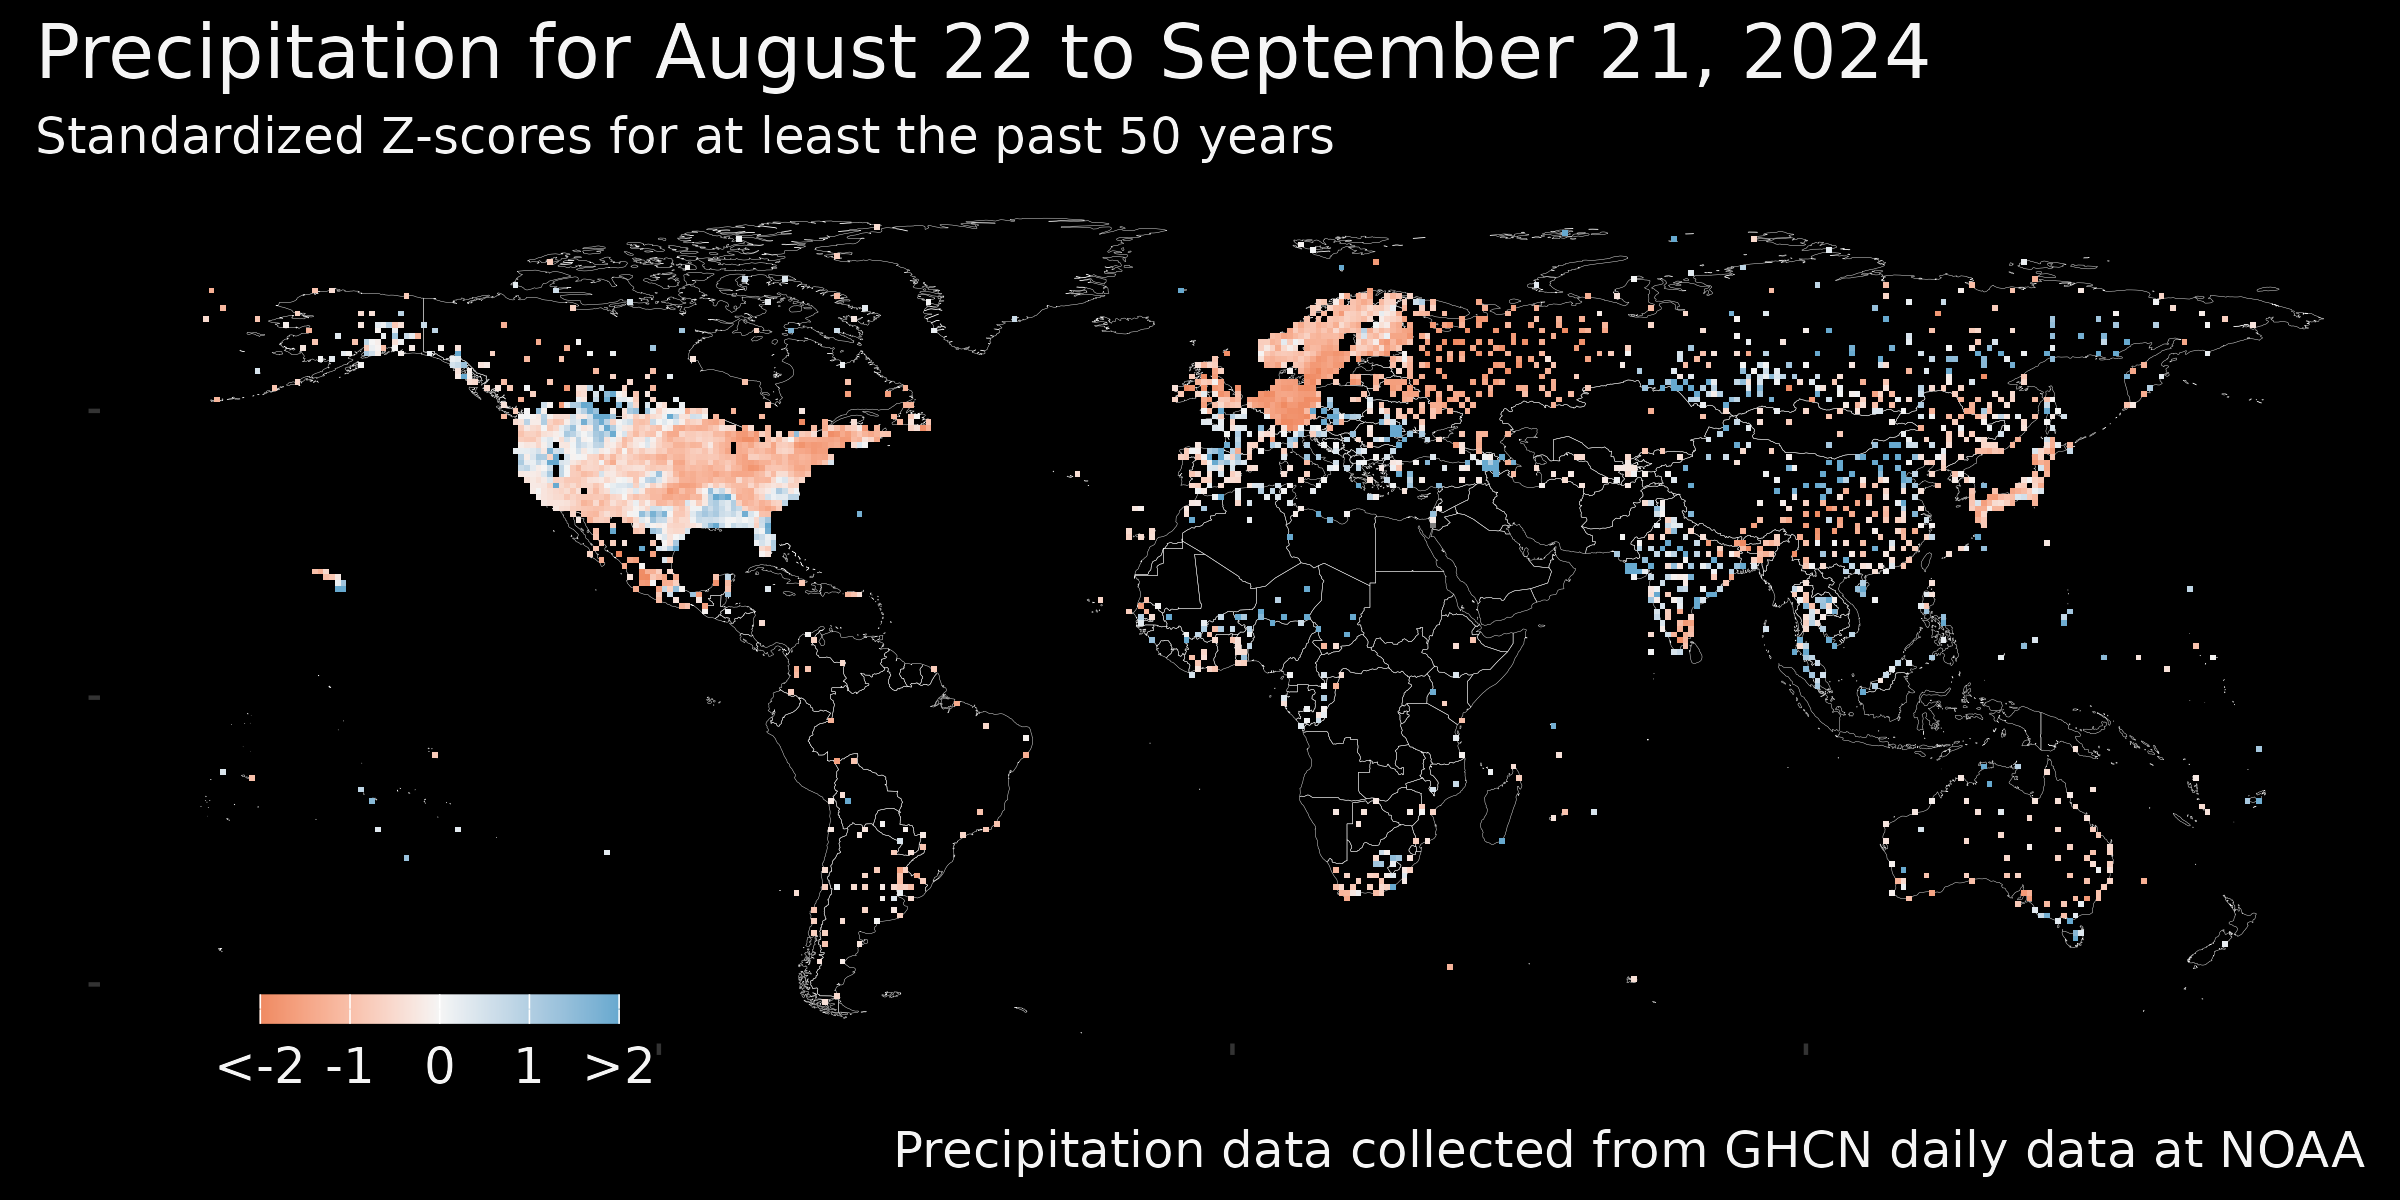 Precipitation for August 22 to September 21, 2024
Standardized Z-scores for at least the past 50 years
<-2 -1 0 1 >2
Precipitation data collected from GHCN daily data at NOAA